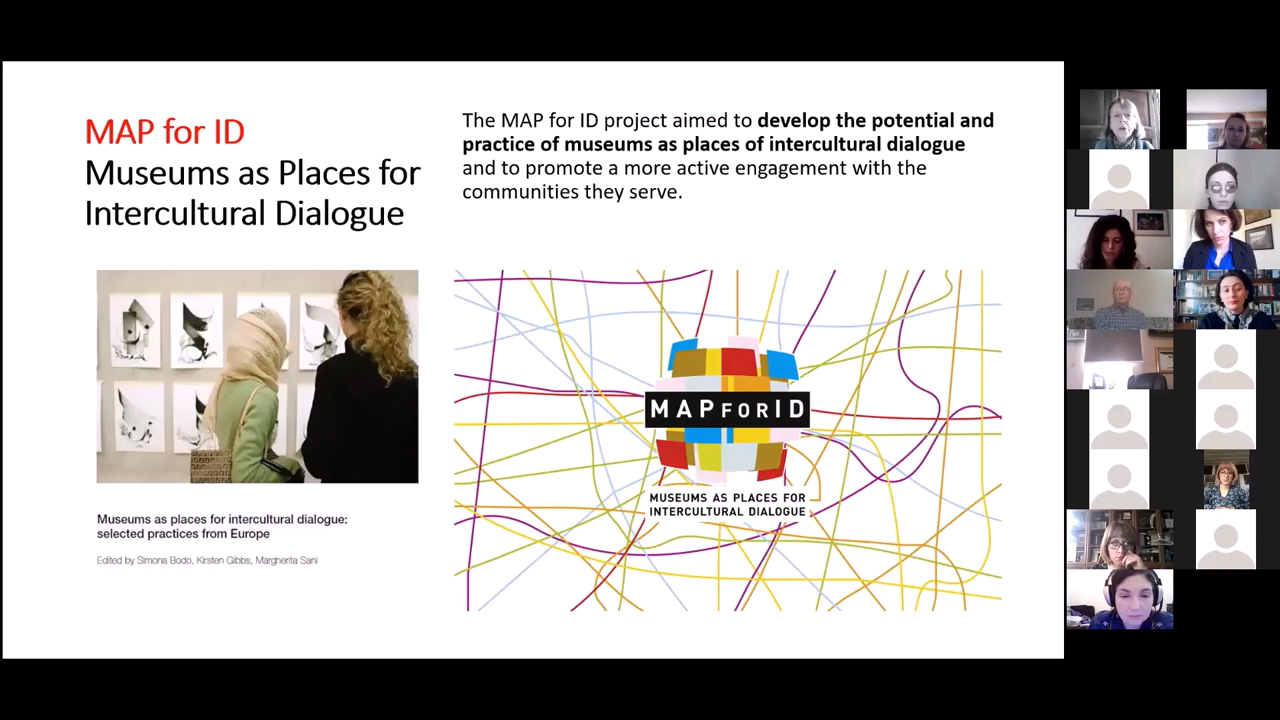 MAP for ID
Museums as Places for
Intercultural Dialogue
The MAP for ID project aimed to develop the potential and
practice of museums as places of intercultural dialogue
and to promote a more active engagement with the
communities they serve.
MAP FOR ID
MUSEUMS AS PLACES FOR
INTERCULTURAL DIALOGUE
Museums as places for intercultural dialogue:
selected practices from Europe
Edited by Simona Bodo, Kirsten Gibbs, Margherita Sani